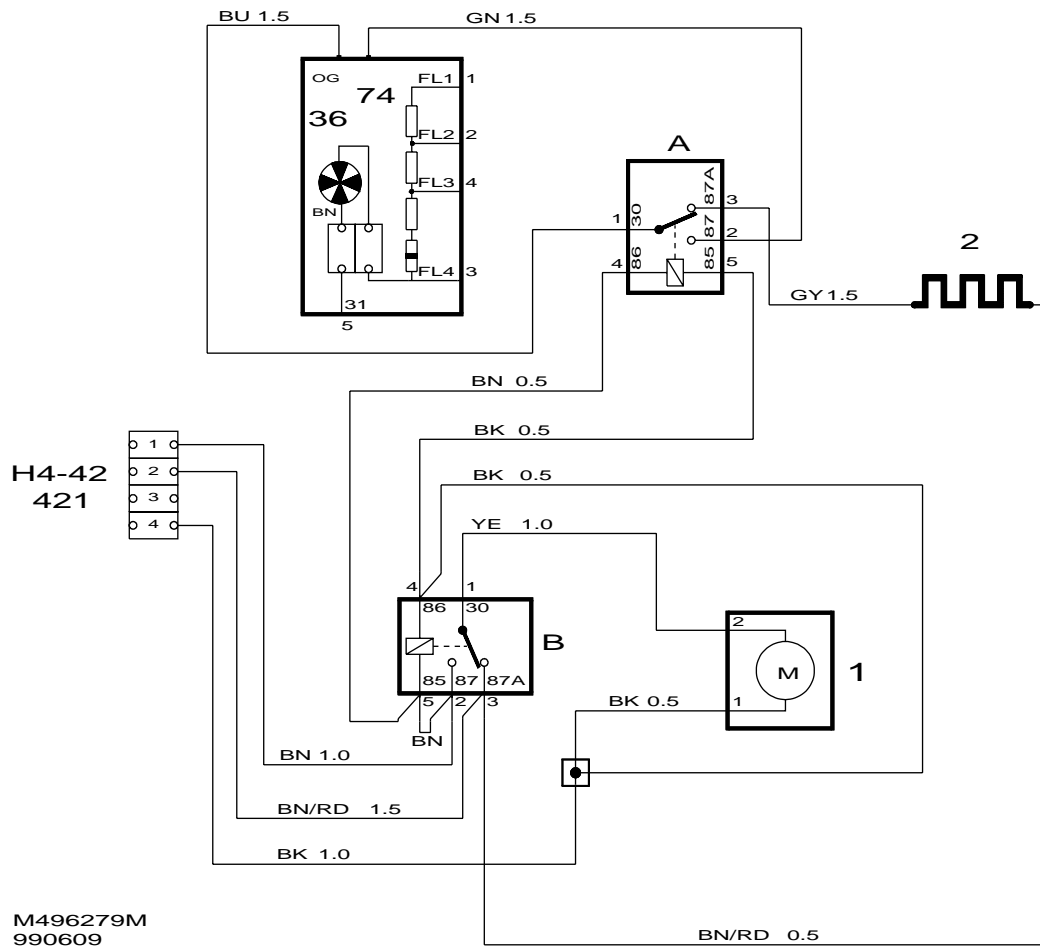 BU 1.5
GN 1.5
OG
74
36
FL1 1
FL2 2
FL3 4
FL4 3
BN
31
5
A
1
30
87A
3
87
2
4
86
85
5
2
GY 1.5
BN 0.5
BK 0.5
H4-42
421
1
2
3
4
BK 0.5
YE 1.0
4
1
86
30
B
85
87
87A
5
2
3
BN
2
M
1
1
BK 0.5
BN 1.0
BN/RD 1.5
BK 1.0
M496279M
990609
BN/RD 0.5